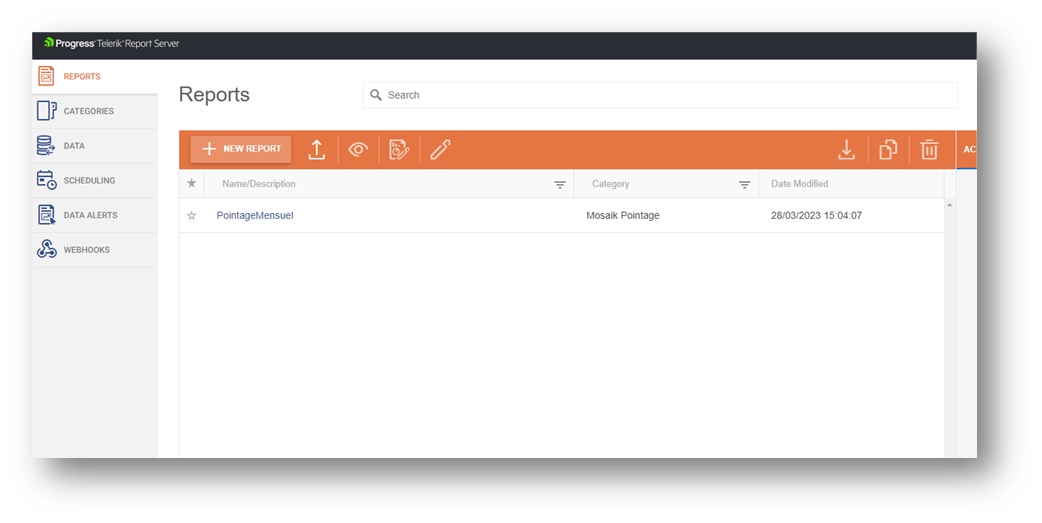 Progress® Telerik® Report Server
REPORTS
CATEGORIES
DATA
SCHEDULING
DATA ALERTS
WEBHOOKS
Reports
Search
NEW REPORT
AC
Name/Description Category Date Modified
PointageMensuel Mosaik Pointage 28/03/2023 15:04:07